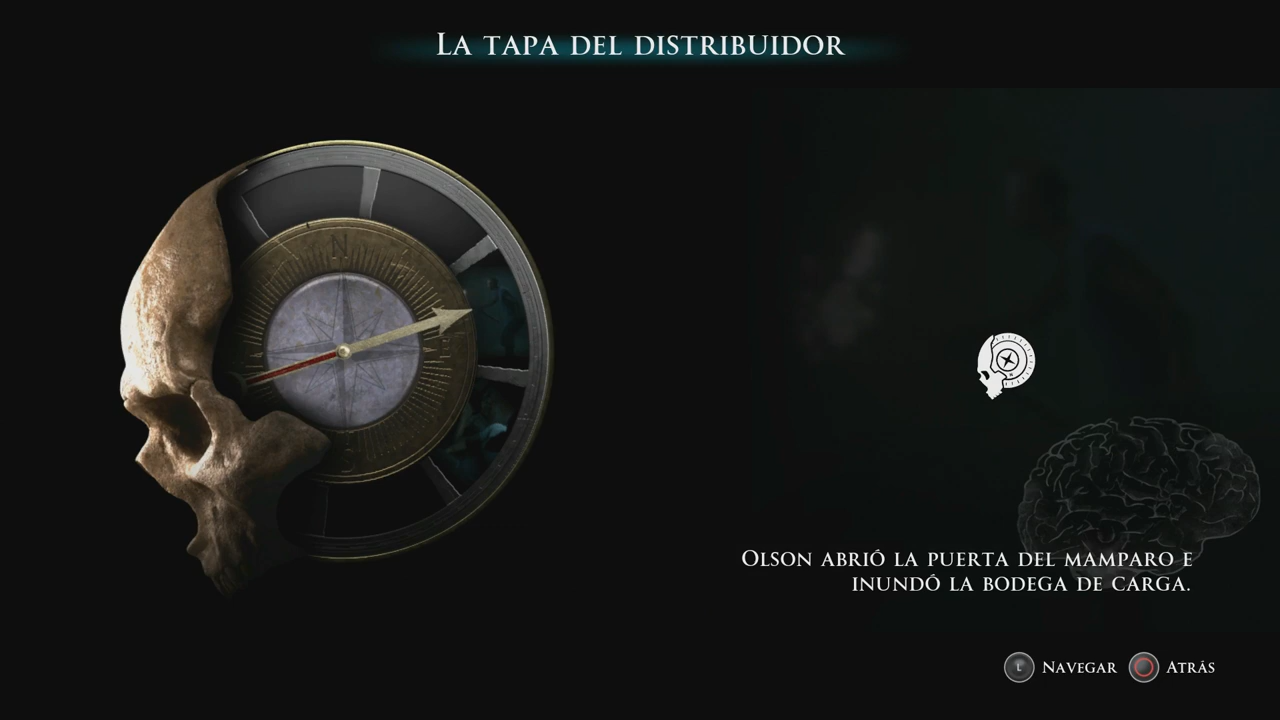 La tapa del distribuidor
N
Olson abrió la puerta del mamparo e
inundó la bodega de carga.
L Navegar Atrás